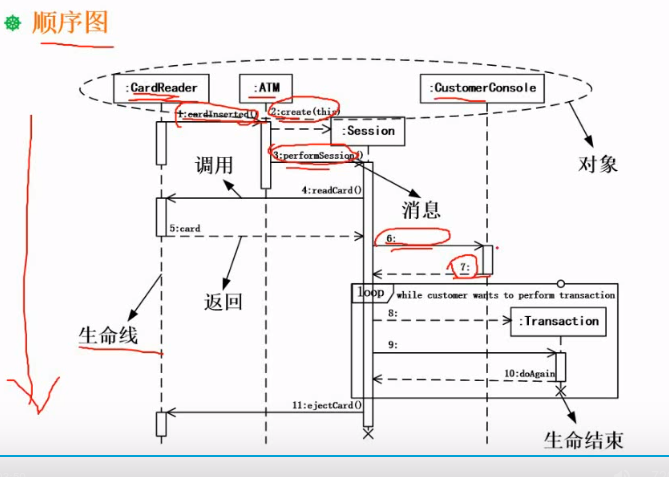 顺序图
:CardReader
:ATM
:CustomerConsole
1:cardInserted()
2:create(this)
:Session
对象
3:performSession()
调用
4:readCard()
消息
5:card
6:
7:
返回
loop
while customer wants to perform transaction
生命线
8:
:Transaction
9:
10:doAgain
11:ejectCard()
生命结束